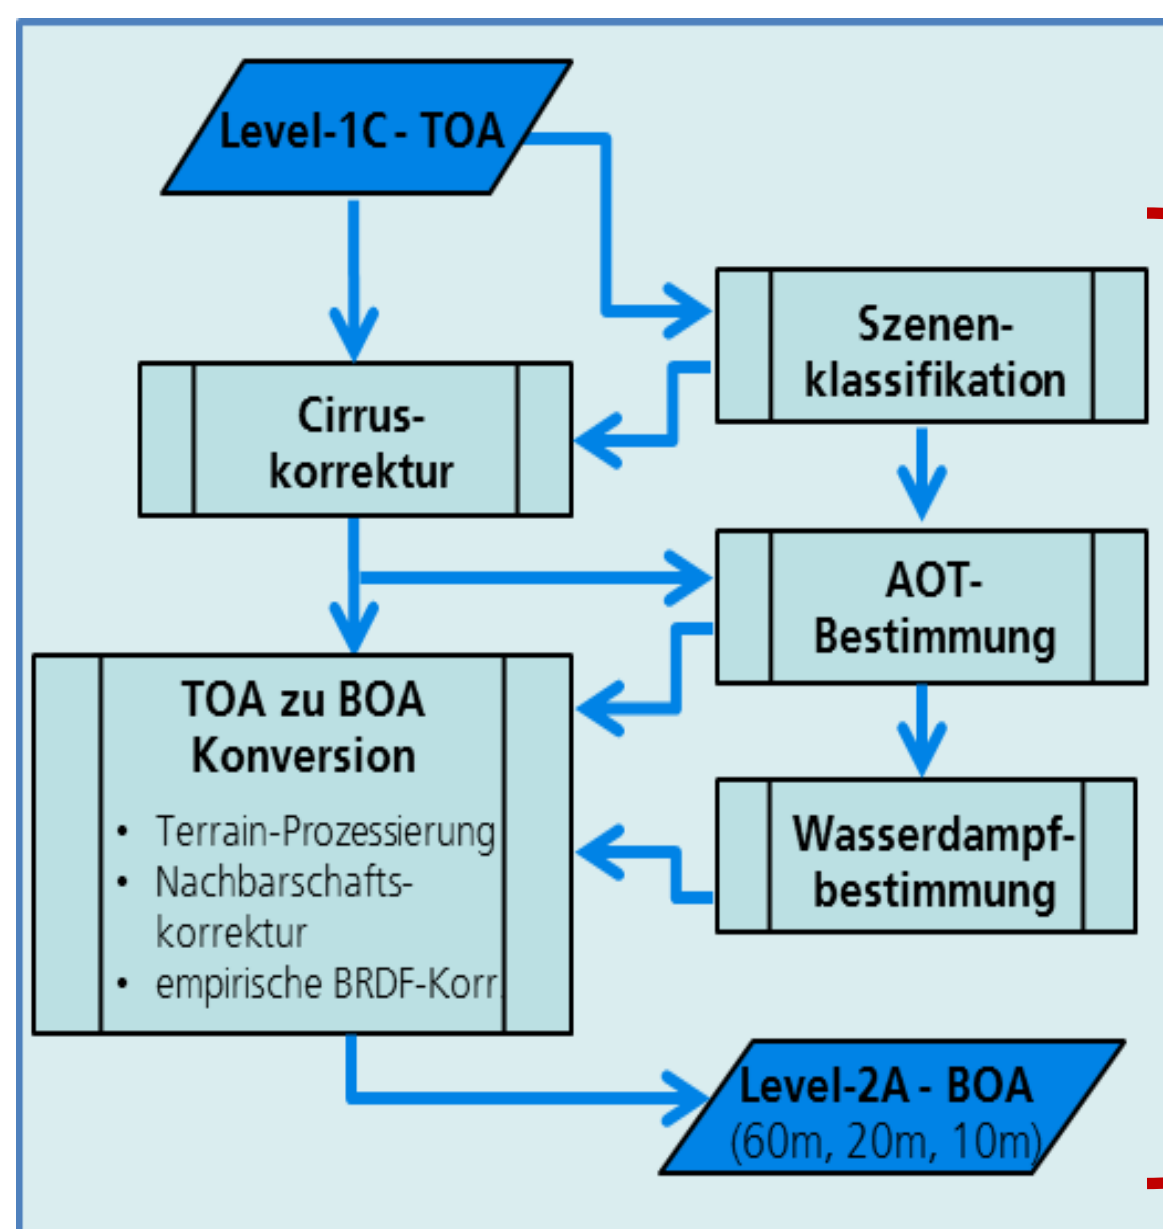 Level-1C - TOA
Szenen-
klassifikation
Cirrus-
korrektur
AOT-
Bestimmung
TOA zu BOA
Konversion
• Terrain-Prozessierung
• Nachbarschafts-
korrektur
• empirische BRDF-Korr.
Wasserdampf-
bestimmung
Level-2A - BOA
(60m, 20m, 10m)